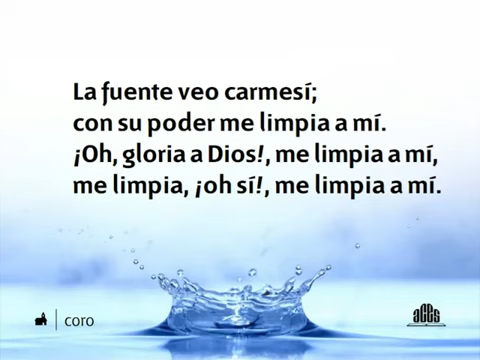 La fuente veo carmesí;
con su poder me limpia a mí.
¡Oh, gloria a Dios!, me limpia a mí,
me limpia, ¡oh sí!, me limpia a mí.
coro
aces